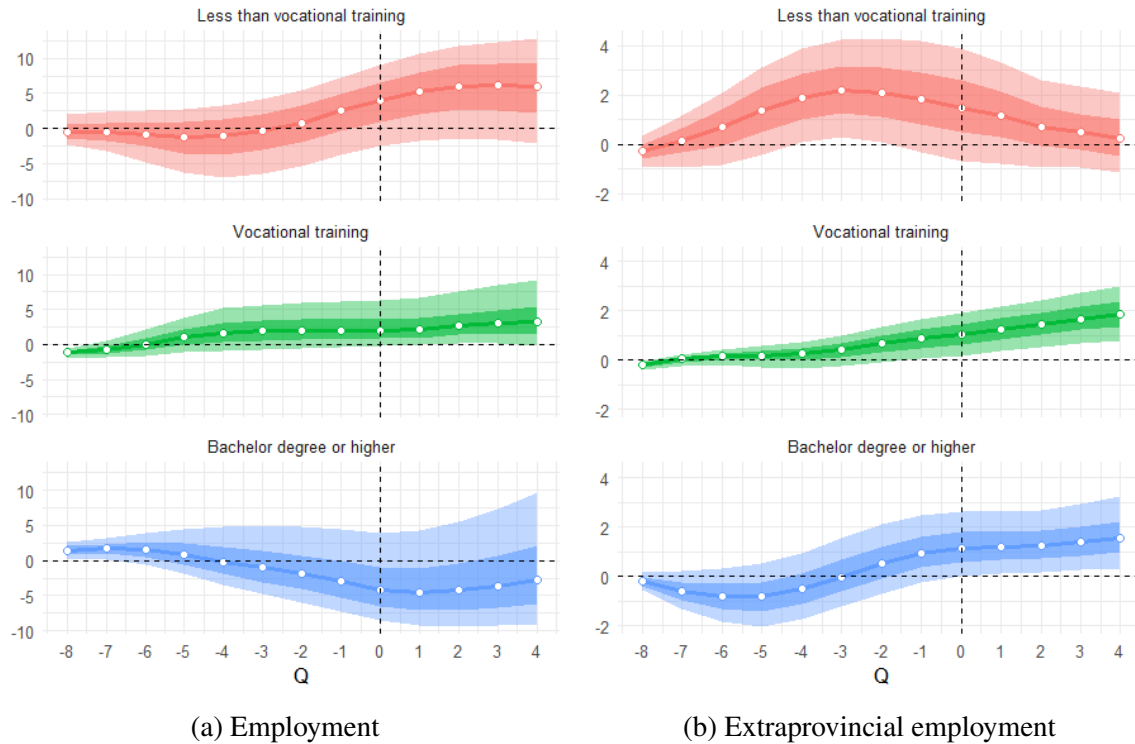 Less than vocational training
10
5
0
-5
-10
Vocational training
10
5
0
-5
-10
Bachelor degree or higher
10
5
0
-5
-10
-8 -7 -6 -5 -4 -3 -2 -1 0 1 2 3 4
Q
(a) Employment
Less than vocational training
4
2
0
-2
Vocational training
4
2
0
-2
Bachelor degree or higher
4
2
0
-2
-8 -7 -6 -5 -4 -3 -2 -1 0 1 2 3 4
Q
(b) Extraprovincial employment